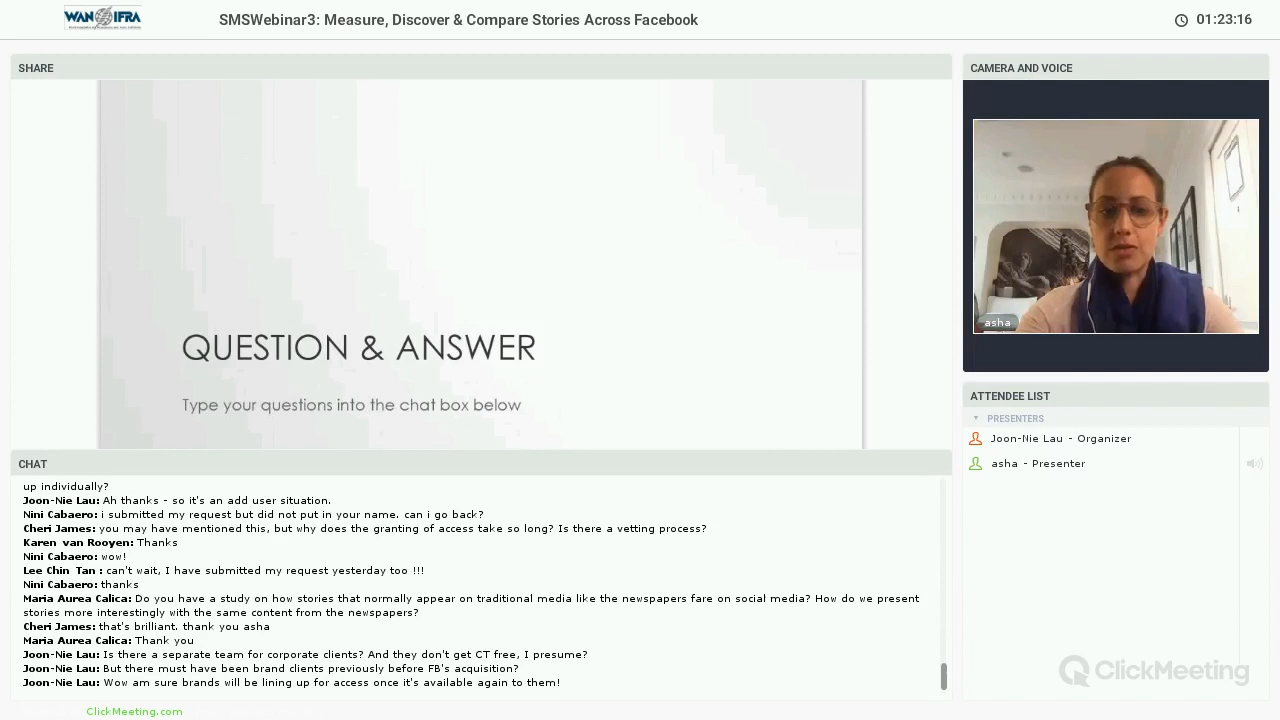 WAN IFRA
SMSWebinar3: Measure, Discover & Compare Stories Across Facebook
01:23:16
SHARE
QUESTION & ANSWER
Type your questions into the chat box below
CAMERA AND VOICE
asha
ATTENDEE LIST
PRESENTERS
Joon-Nie Lau - Organizer
asha - Presenter
CHAT
up individually?
Joon-Nie Lau: Ah thanks - so it's an add user situation.
Nini Cabaero: i submitted my request but did not put in your name. can i go back?
Cheri James: you may have mentioned this, but why does the granting of access take so long? Is there a vetting process?
Karen van Rooyen: Thanks
Nini Cabaero: wow!
Lee Chin Tan : can't wait, I have submitted my request yesterday too !!!
Nini Cabaero: thanks
Maria Aurea Calica: Do you have a study on how stories that normally appear on traditional media like the newspapers fare on social media? How do we present
stories more interestingly with the same content from the newspapers?
Cheri James: that's brilliant. thank you asha
Maria Aurea Calica: Thank you
Joon-Nie Lau: Is there a separate team for corporate clients? And they don't get CT free, I presume?
Joon-Nie Lau: But there must have been brand clients previously before FB's acquisition?
Joon-Nie Lau: Wow am sure brands will be lining up for access once it's available again to them!
ClickMeeting
ClickMeeting.com